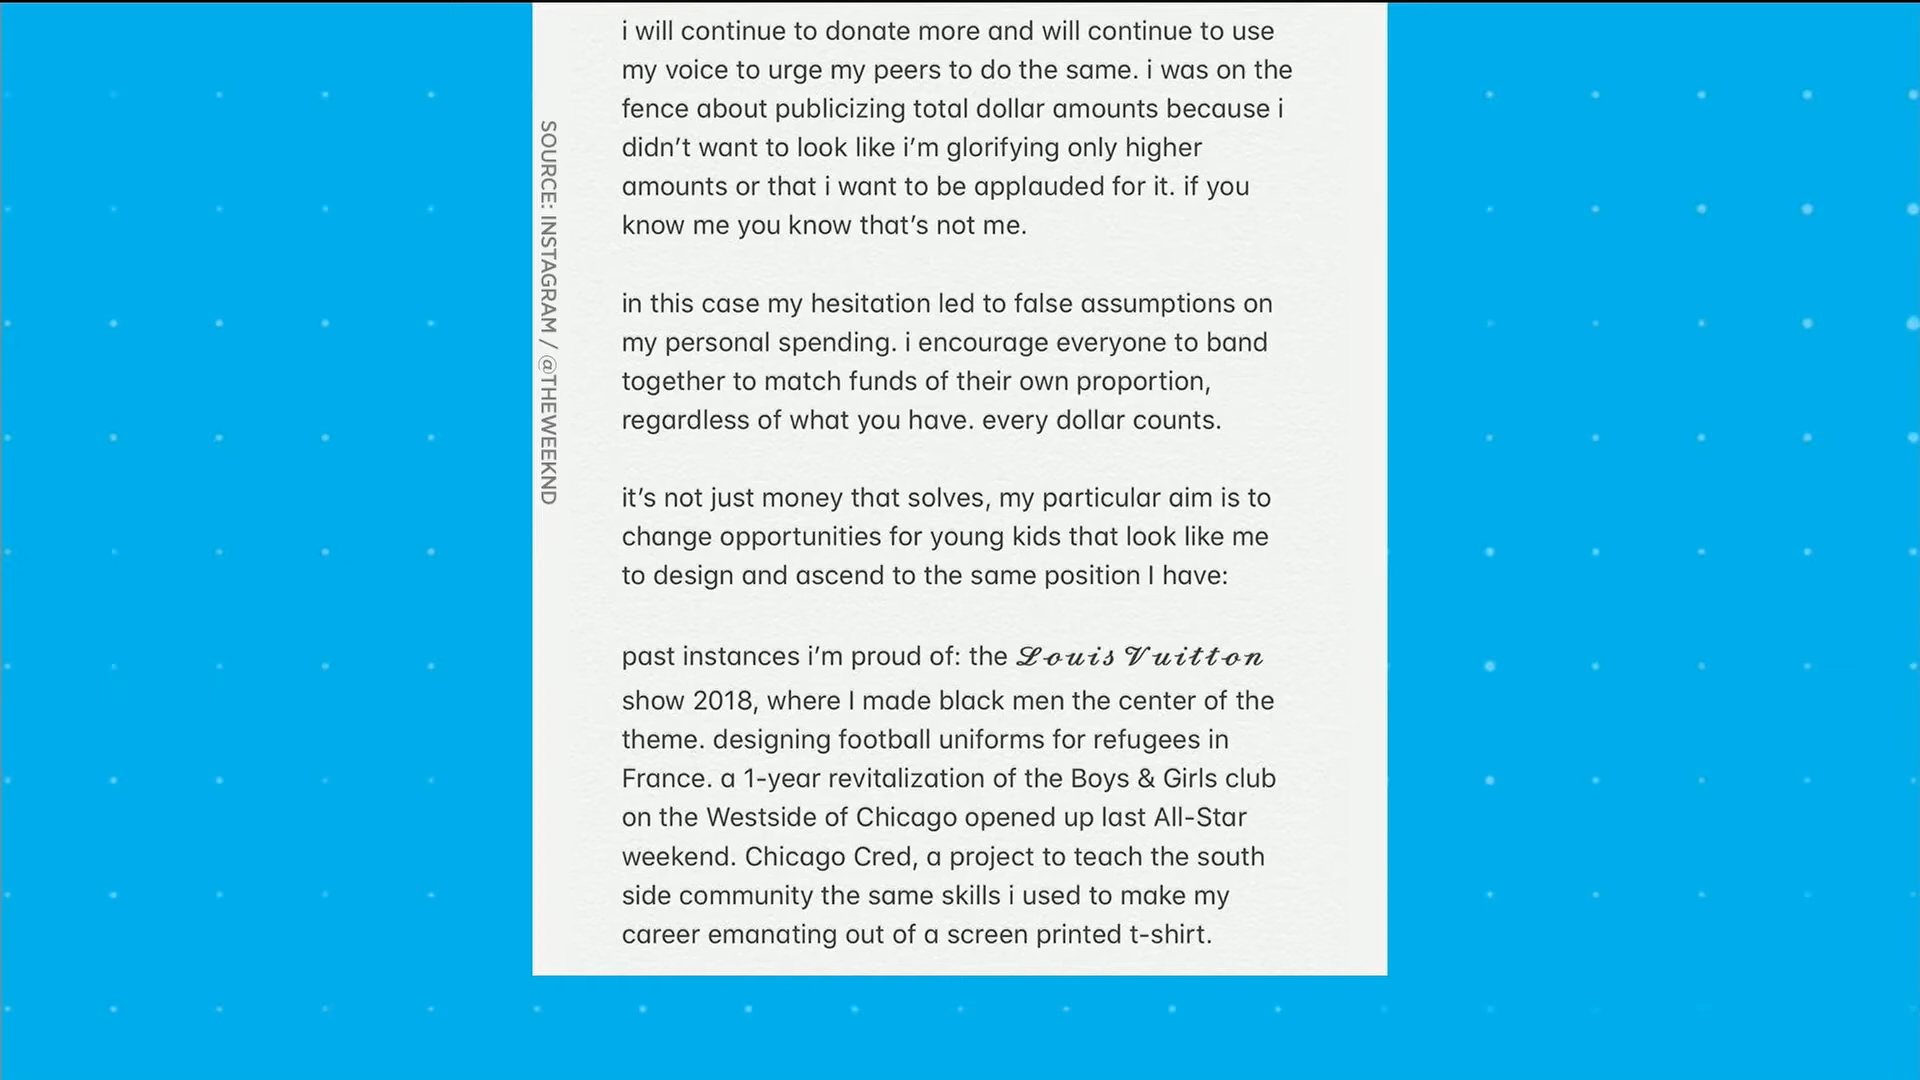 i will continue to donate more and will continue to use
my voice to urge my peers to do the same. i was on the
fence about publicizing total dollar amounts because i
didn’t want to look like i’m glorifying only higher
amounts or that i want to be applauded for it. if you
know me you know that’s not me.
in this case my hesitation led to false assumptions on
my personal spending. i encourage everyone to band
together to match funds of their own proportion,
regardless of what you have. every dollar counts.
it’s not just money that solves, my particular aim is to
change opportunities for young kids that look like me
to design and ascend to the same position I have:
past instances i’m proud of: the Louis Vuitton
show 2018, where I made black men the center of the
theme. designing football uniforms for refugees in
France. a 1-year revitalization of the Boys & Girls club
on the Westside of Chicago opened up last All-Star
weekend. Chicago Cred, a project to teach the south
side community the same skills i used to make my
career emanating out of a screen printed t-shirt.
SOURCE: INSTAGRAM / @THEWEEKND